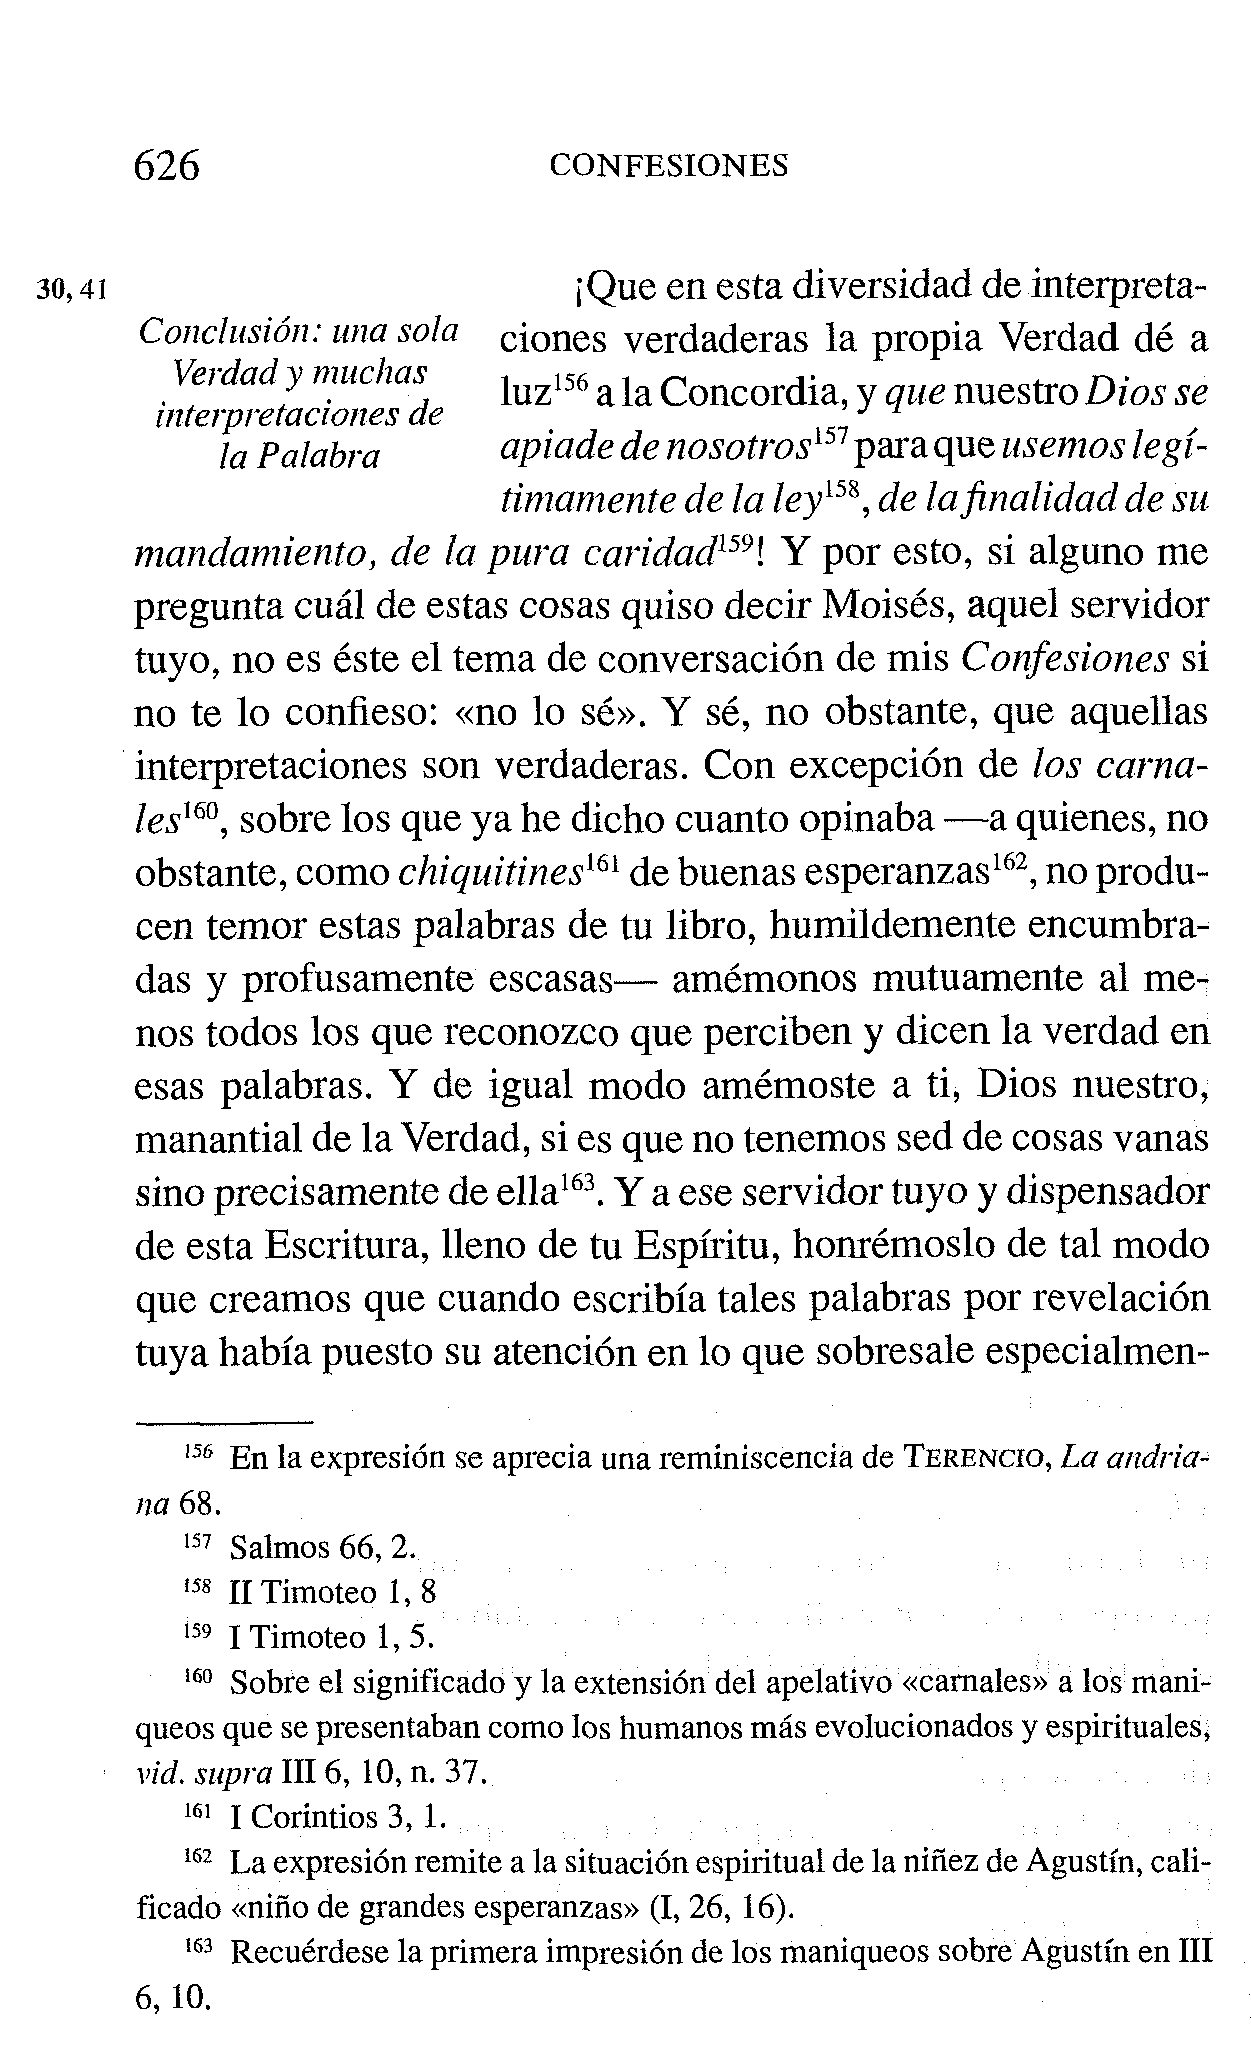 626 CONFESIONES
30, 41
Conclusión: una sola
Verdad y muchas
interpretaciones de
la Palabra
¡Que en esta diversidad de interpreta-
ciones verdaderas la propia Verdad dé a
luz¹⁵⁶ a la Concordia, y que nuestro Dios se
apiade de nosotros¹⁵⁷ para que usemos legí-
timamente de la ley¹⁵⁸, de la finalidad de su
mandamiento, de la pura caridad¹⁵⁹! Y por esto, si alguno me
pregunta cuál de estas cosas quiso decir Moisés, aquel servidor
tuyo, no es éste el tema de conversación de mis Confesiones si
no te lo confieso: «no lo sé». Y sé, no obstante, que aquellas
interpretaciones son verdaderas. Con excepción de los carna-
les¹⁶⁰, sobre los que ya he dicho cuanto opinaba —a quienes, no
obstante, como chiquitines¹⁶¹ de buenas esperanzas¹⁶², no produ-
cen temor estas palabras de tu libro, humildemente encumbra-
das y profusamente escasas— amémonos mutuamente al me-
nos todos los que reconozco que perciben y dicen la verdad en
esas palabras. Y de igual modo amémoste a ti, Dios nuestro,
manantial de la Verdad, si es que no tenemos sed de cosas vanas
sino precisamente de ella¹⁶³. Y a ese servidor tuyo y dispensador
de esta Escritura, lleno de tu Espíritu, honrémoslo de tal modo
que creamos que cuando escribía tales palabras por revelación
tuya había puesto su atención en lo que sobresale especialmen-
¹⁵⁶ En la expresión se aprecia una reminiscencia de TERENCIO, La andria-
na 68.
¹⁵⁷ Salmos 66, 2.
¹⁵⁸ II Timoteo 1, 8
¹⁵⁹ I Timoteo 1, 5.
¹⁶⁰ Sobre el significado y la extensión del apelativo «carnales» a los mani-
queos que se presentaban como los humanos más evolucionados y espirituales,
vid. supra III 6, 10, n. 37.
¹⁶¹ I Corintios 3, 1.
¹⁶² La expresión remite a la situación espiritual de la niñez de Agustín, cali-
ficado «niño de grandes esperanzas» (I, 26, 16).
¹⁶³ Recuérdese la primera impresión de los maniqueos sobre Agustín en III
6, 10.